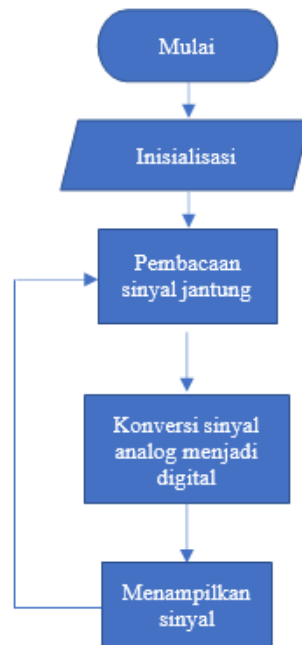 Mulai
Inisialisasi
Pembacaan
sinyal jantung
Konversi sinyal
analog menjadi
digital
Menampilkan
sinyal